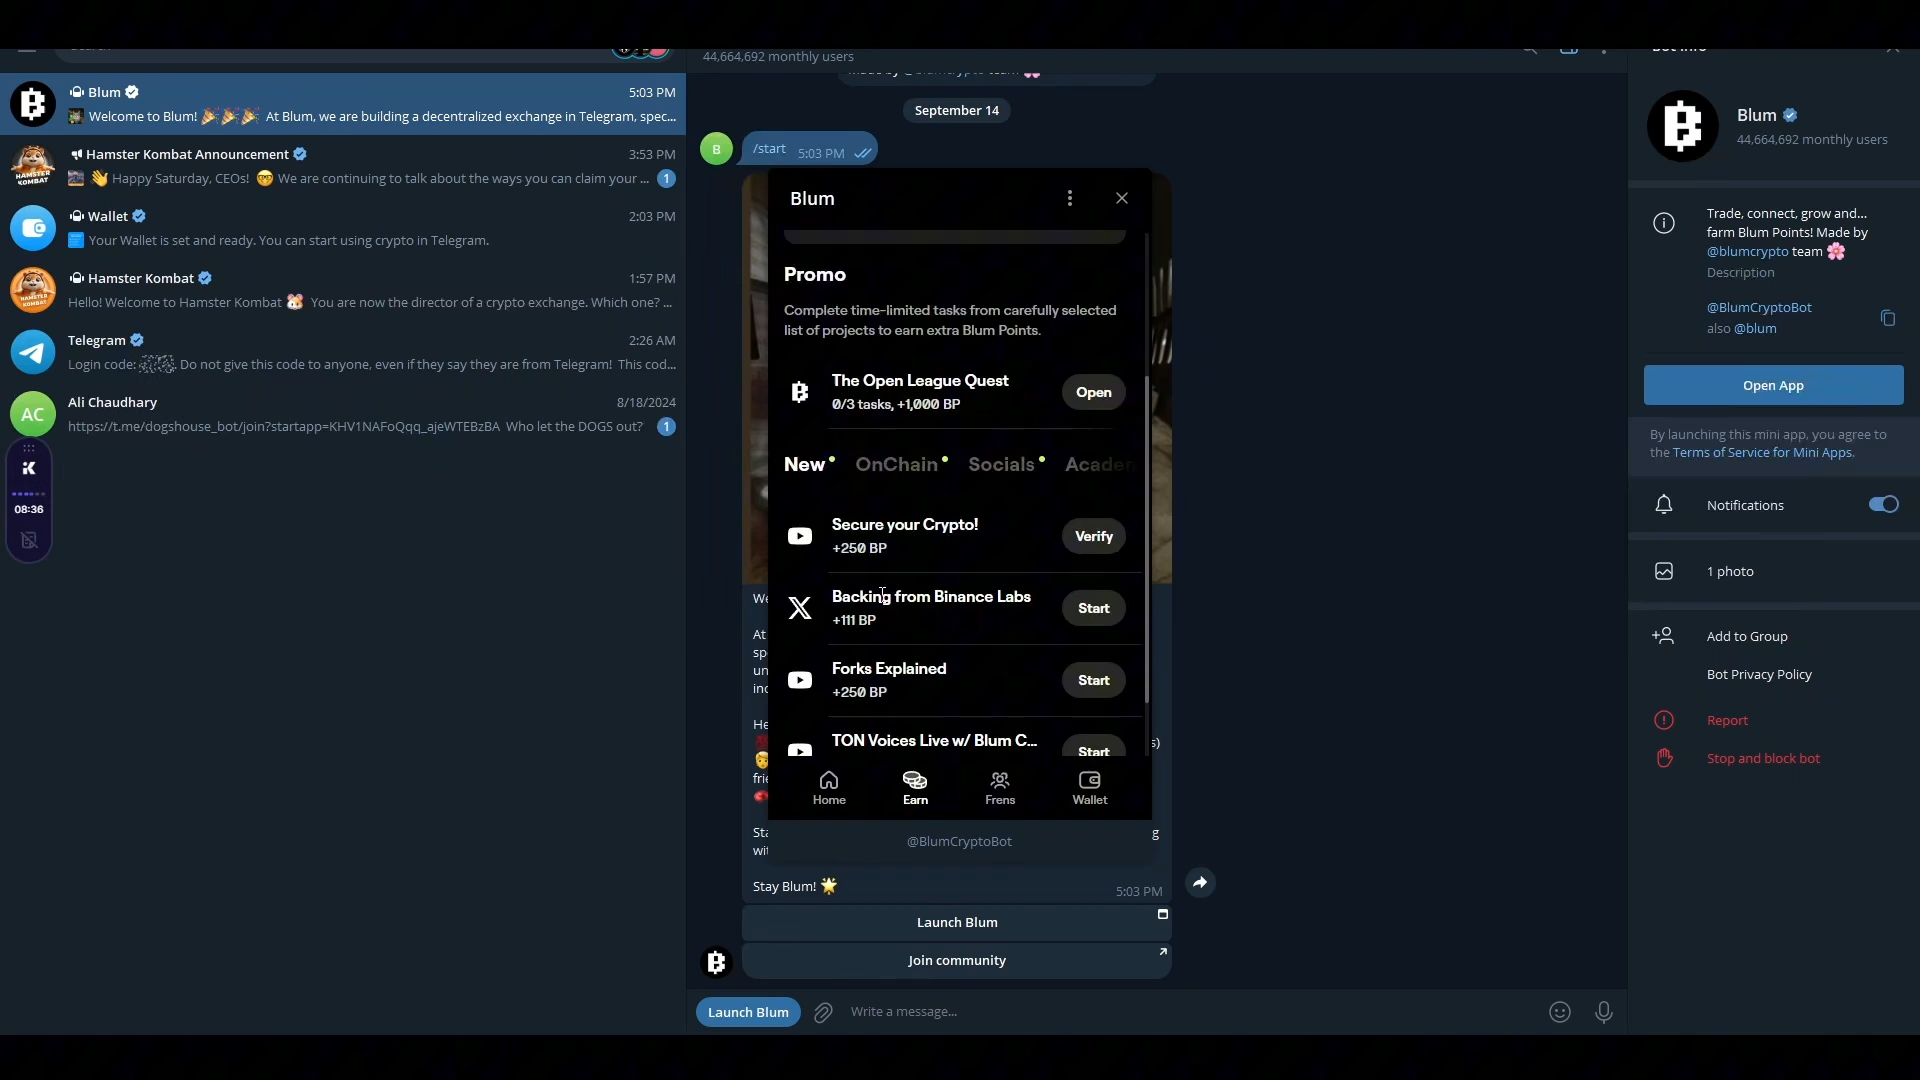 44,664,692 monthly users
Blum
5:03 PM
Welcome to Blum! 🎉🎉🎉 At Blum, we are building a decentralized exchange in Telegram, spec...
Hamster Kombat Announcement
3:53 PM
👋 Happy Saturday, CEOs! 🤓 We are continuing to talk about the ways you can claim your ...
1
HAMSTER KOMBAT
Wallet
2:03 PM
Your Wallet is set and ready. You can start using crypto in Telegram.
Hamster Kombat
1:57 PM
Hello! Welcome to Hamster Kombat 🐹 You are now the director of a crypto exchange. Which one? ...
HAMSTER KOMBAT
Telegram
2:26 AM
Login code: . Do not give this code to anyone, even if they say they are from Telegram! This cod...
AC
Ali Chaudhary
8/18/2024
https://t.me/dogshouse_bot/join?startapp=KHV1NAFoQqq_ajeWTEBzBA Who let the DOGS out?
1
08:36
September 14
B
/start 5:03 PM
Blum
Promo
Complete time-limited tasks from carefully selected
list of projects to earn extra Blum Points.
The Open League Quest
0/3 tasks, +1,000 BP
Open
New OnChain Socials Academ
Secure your Crypto!
+250 BP
Verify
Backing from Binance Labs
+111 BP
Start
Forks Explained
+250 BP
Start
TON Voices Live w/ Blum C...
Start
Home
Earn
Frens
Wallet
@BlumCryptoBot
Stay Blum! 🌟
5:03 PM
Launch Blum
Join community
Launch Blum
Write a message...
Blum
44,664,692 monthly users
Trade, connect, grow and...
farm Blum Points! Made by
@blumcrypto team 🌸
Description
@BlumCryptoBot
also @blum
Open App
By launching this mini app, you agree to
the Terms of Service for Mini Apps.
Notifications
1 photo
Add to Group
Bot Privacy Policy
Report
Stop and block bot